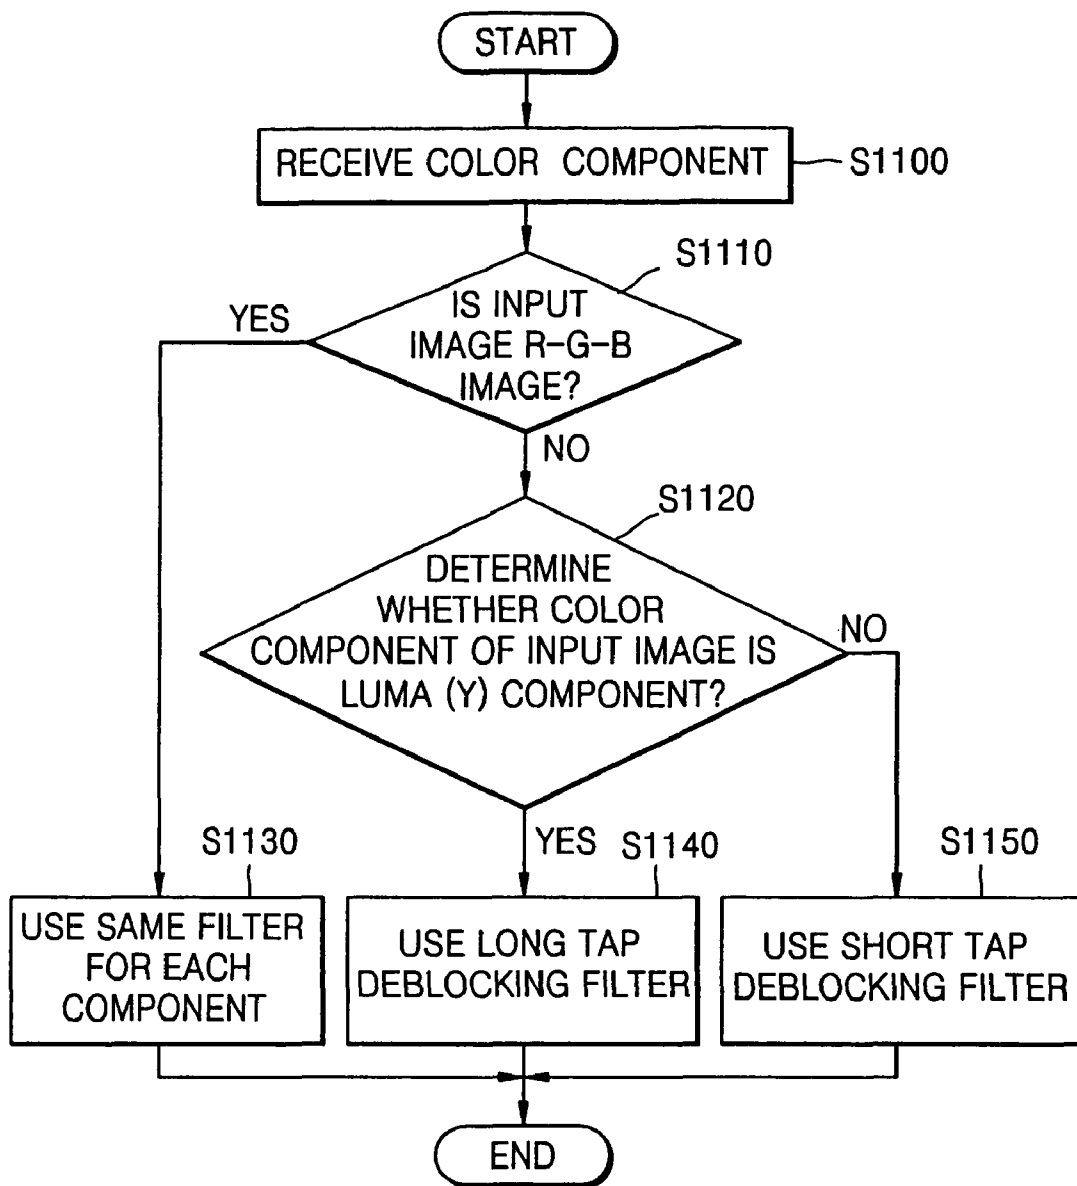 START
RECEIVE COLOR COMPONENT
S1100
S1110
IS INPUT
IMAGE R-G-B
IMAGE?
YES
NO
S1120
DETERMINE
WHETHER COLOR
COMPONENT OF INPUT IMAGE IS
LUMA (Y) COMPONENT?
NO
YES
S1130
USE SAME FILTER
FOR EACH
COMPONENT
S1140
USE LONG TAP
DEBLOCKING FILTER
S1150
USE SHORT TAP
DEBLOCKING FILTER
END